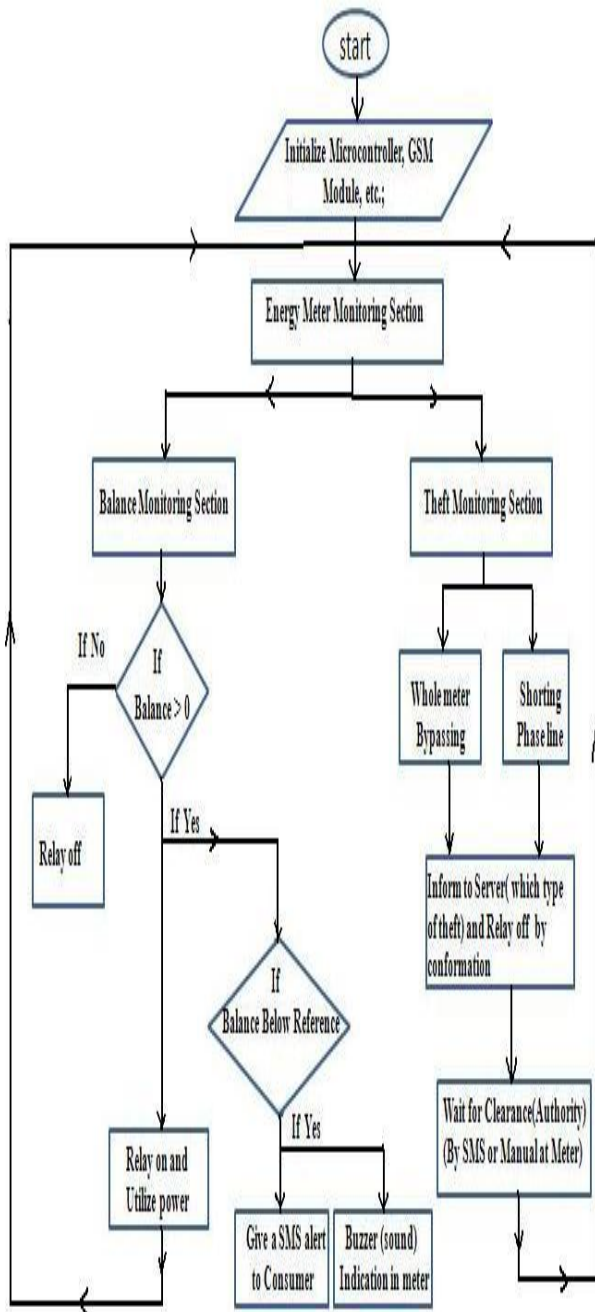 start
Initialize Microcontroller, GSM
Module, etc.;
Energy Meter Monitoring Section
Balance Monitoring Section
Theft Monitoring Section
If No
If
Balance > 0
Whole meter
Bypassing
Shorting
Phase line
Relay off
If Yes
Inform to Server( which type
of theft) and Relay off by
conformation
If
Balance Below Reference
Wait for Clearance(Authority)
(By SMS or Manual at Meter)
If Yes
Relay on and
Utilize power
Give a SMS alert
to Consumer
Buzzer (sound)
Indication in meter